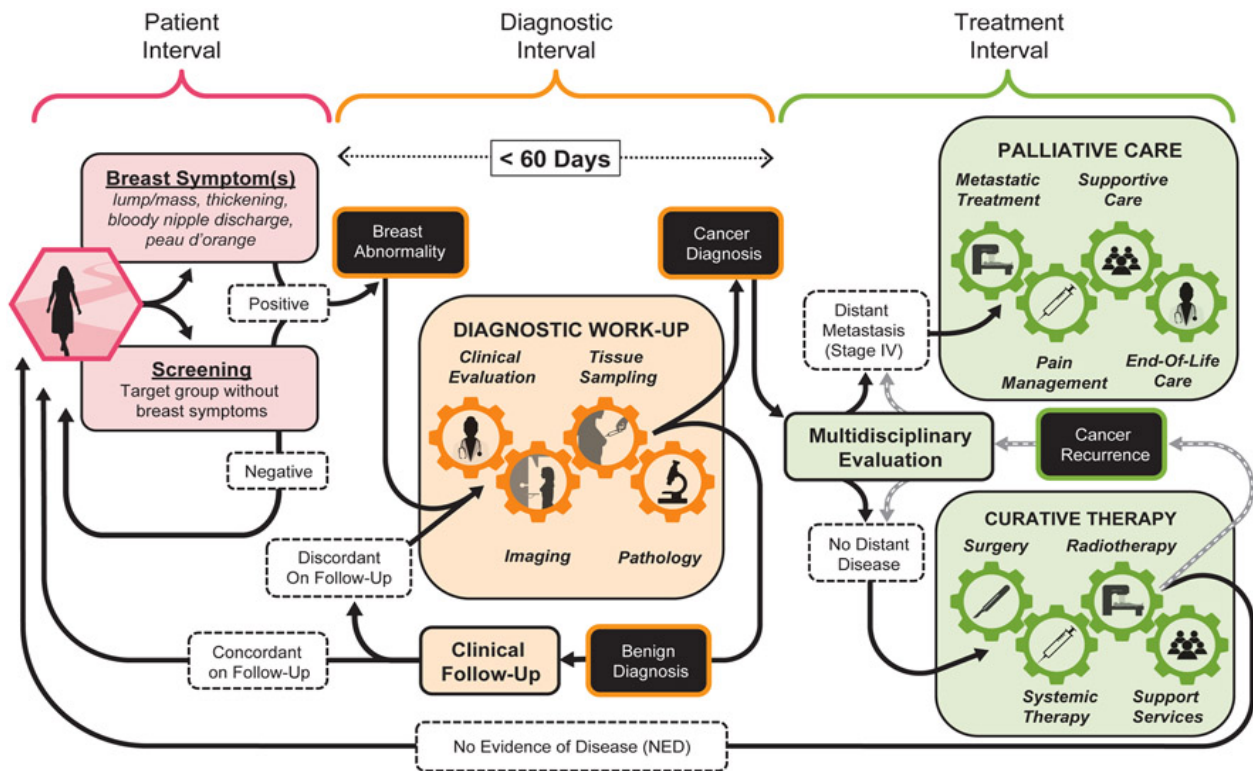 Patient
Interval
Diagnostic
Interval
Treatment
Interval
< 60 Days
Breast Symptom(s)
lump/mass, thickening,
bloody nipple discharge,
peau d'orange
Positive
Screening
Target group without
breast symptoms
Negative
Breast
Abnormality
Cancer
Diagnosis
DIAGNOSTIC WORK-UP
Clinical
Evaluation
Tissue
Sampling
Imaging
Pathology
Discordant
On Follow-Up
Concordant
on Follow-Up
Clinical
Follow-Up
Benign
Diagnosis
No Evidence of Disease (NED)
PALLIATIVE CARE
Metastatic
Treatment
Supportive
Care
Pain
Management
End-Of-Life
Care
Distant
Metastasis
(Stage IV)
Multidisciplinary
Evaluation
Cancer
Recurrence
No Distant
Disease
CURATIVE THERAPY
Surgery
Radiotherapy
Systemic
Therapy
Support
Services